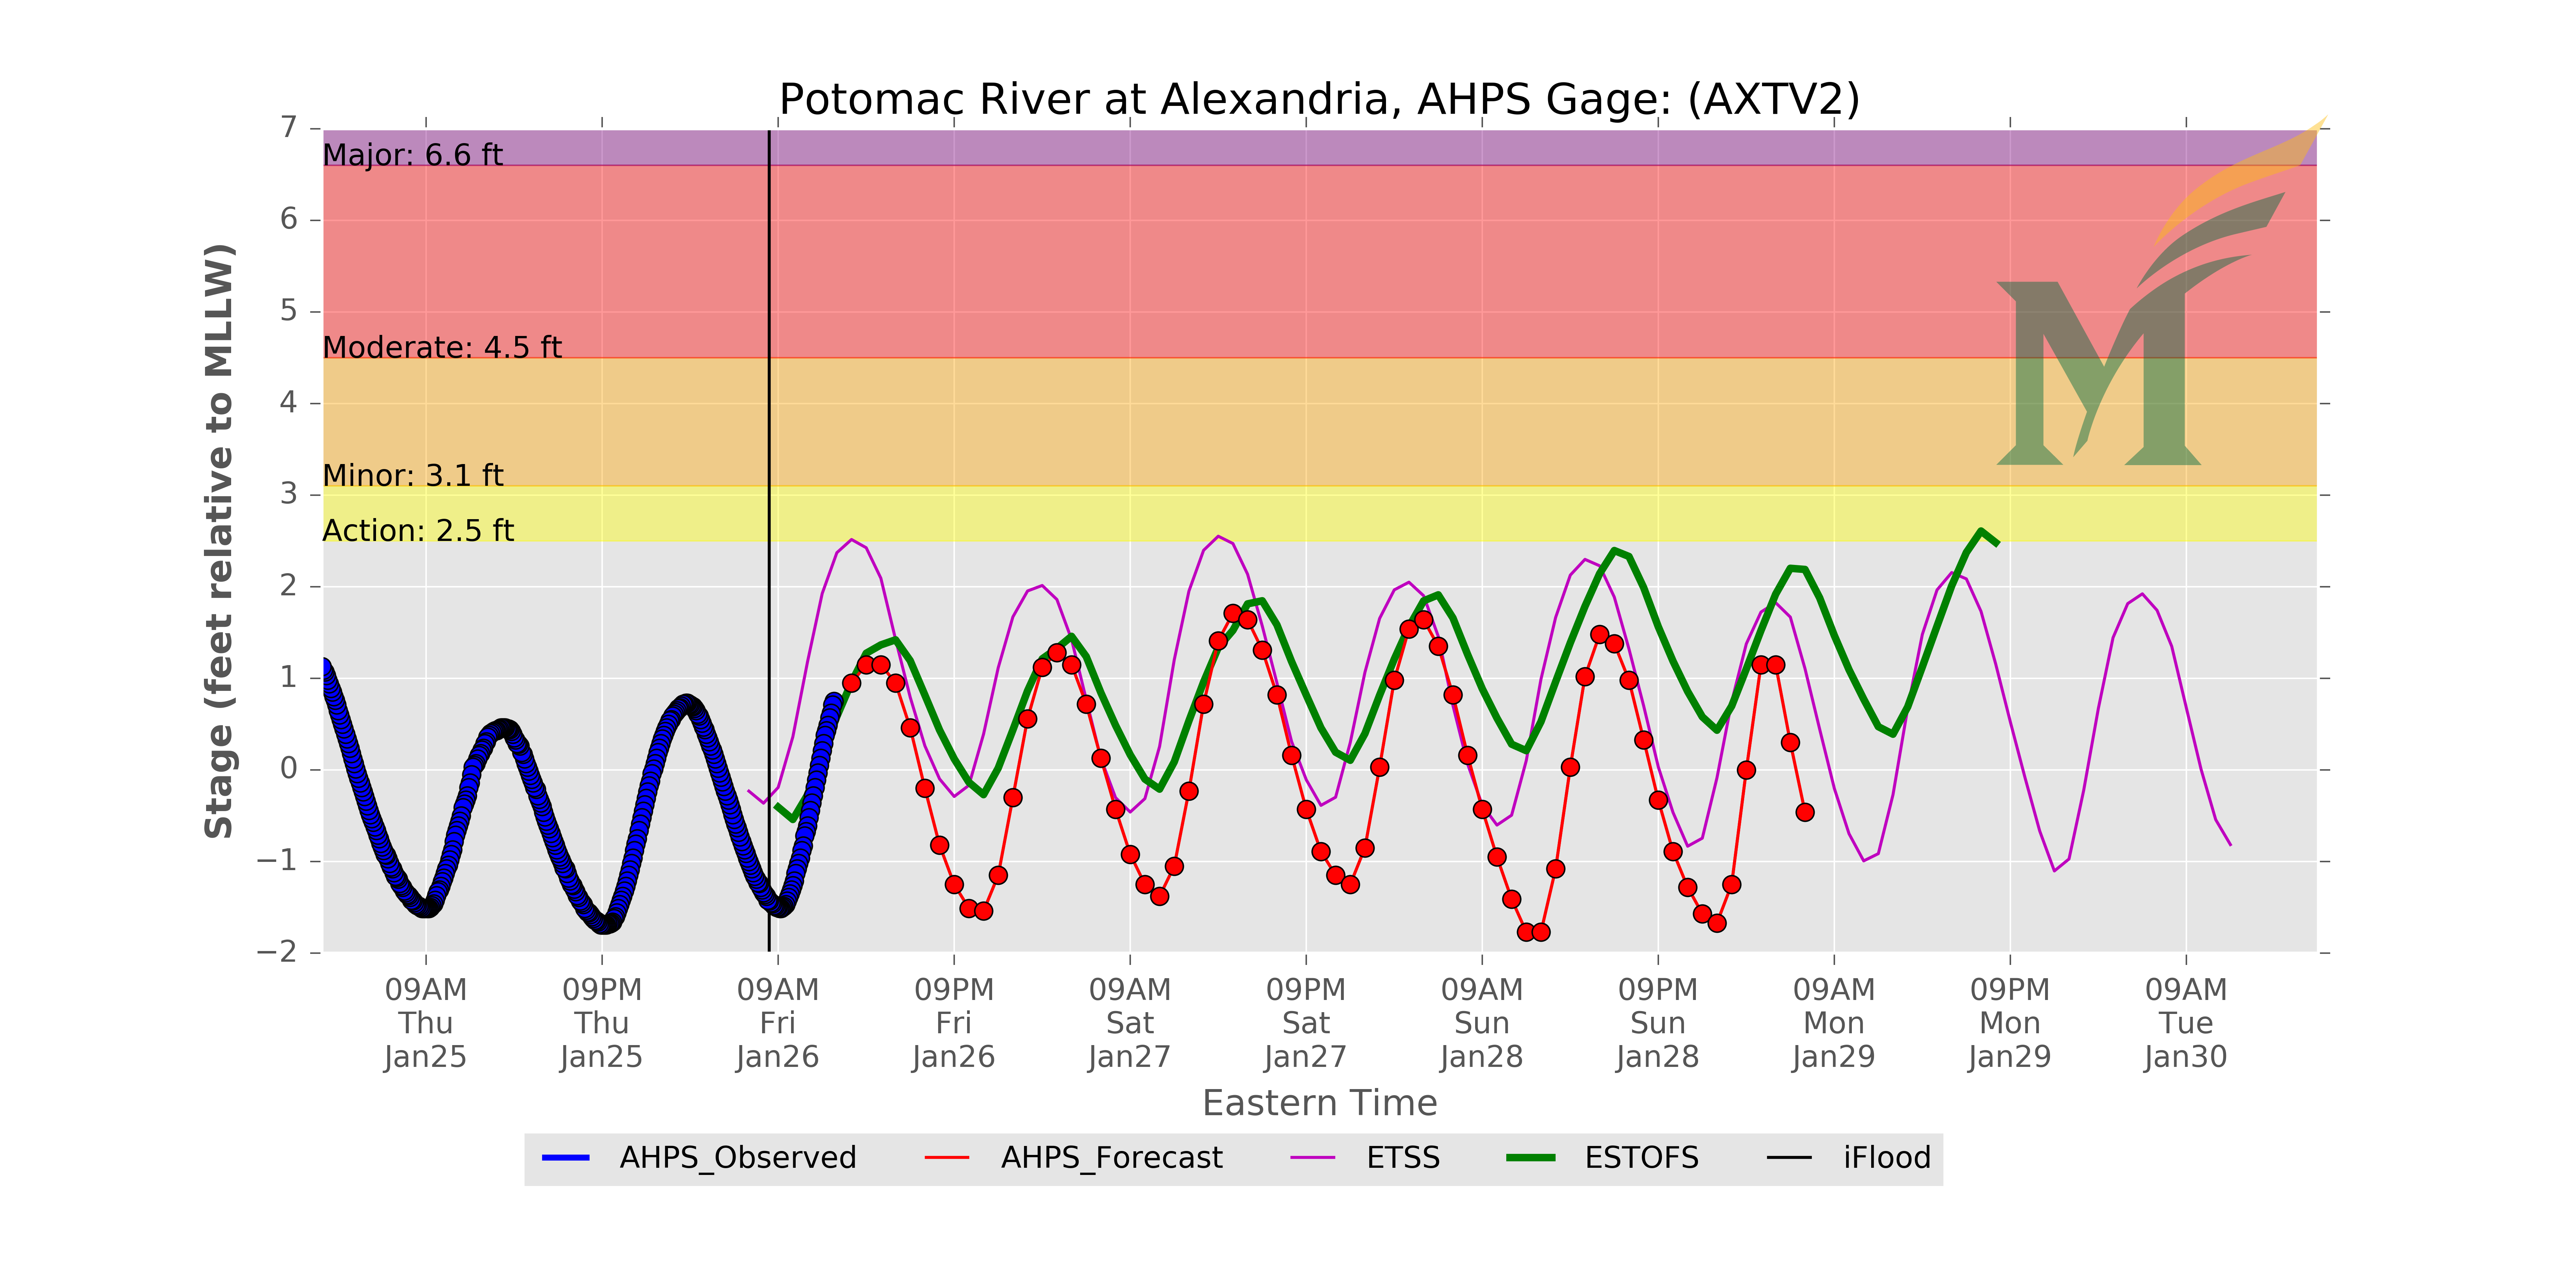 Potomac River at Alexandria, AHPS Gage: (AXTV2)
7
Major: 6.6 ft
6
5
Moderate: 4.5 ft
4
Minor: 3.1 ft
3
Action: 2.5 ft
2
1
0
−1
−2
Stage (feet relative to MLLW)
M
09AM Thu Jan25
09PM Thu Jan25
09AM Fri Jan26
09PM Fri Jan26
09AM Sat Jan27
09PM Sat Jan27
09AM Sun Jan28
09PM Sun Jan28
09AM Mon Jan29
09PM Mon Jan29
09AM Tue Jan30
Eastern Time
AHPS_Observed AHPS_Forecast ETSS ESTOFS iFlood